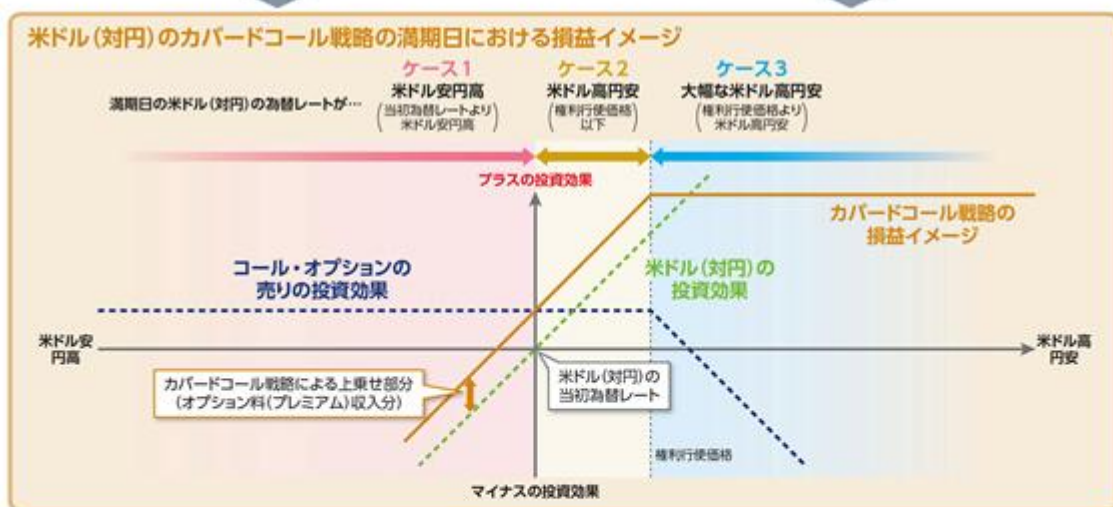 米ドル(対円)のカバードコール戦略の満期日における損益イメージ
満期日の米ドル(対円)の為替レートが…
ケース1
米ドル安円高
(当初為替レートより
米ドル安円高)
ケース2
米ドル高円安
(権利行使価格
以下)
ケース3
大幅な米ドル高円安
(権利行使価格より
米ドル高円安)
プラスの投資効果
カバードコール戦略の
損益イメージ
コール・オプションの
売りの投資効果
米ドル(対円)の
投資効果
米ドル安
円高
米ドル高
円安
カバードコール戦略による上乗せ部分
(オプション料(プレミアム)収入分)
米ドル(対円)の
当初為替レート
権利行使価格
マイナスの投資効果